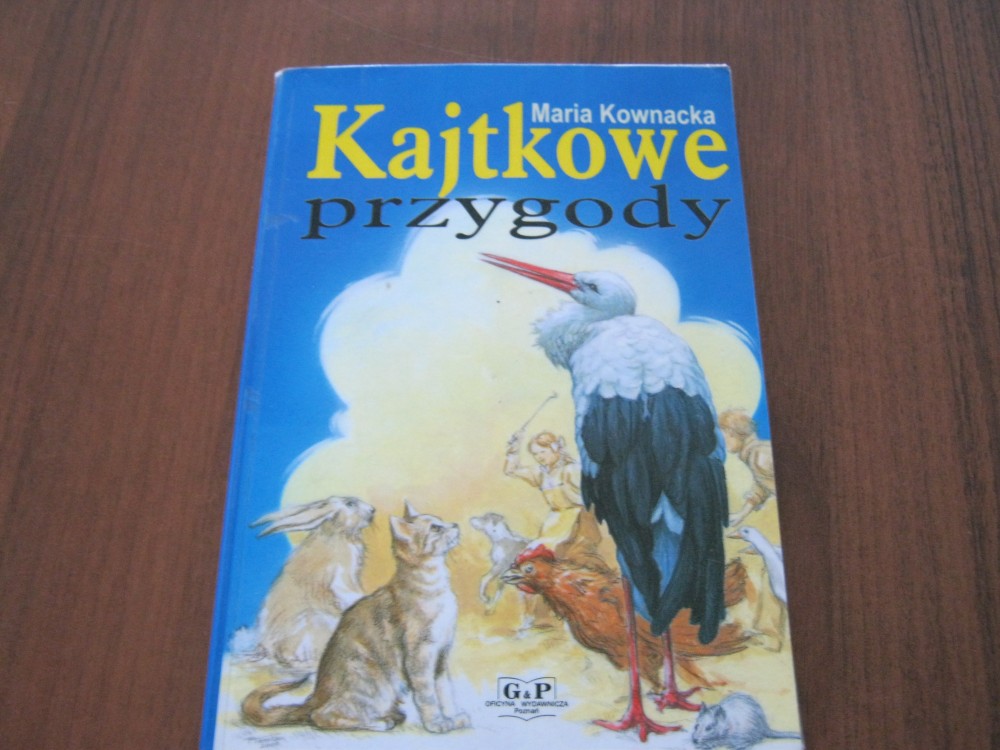 Maria Kownacka
Kajtkowe
przygody
G&P
OFICYNA WYDAWNICZA
Poznań